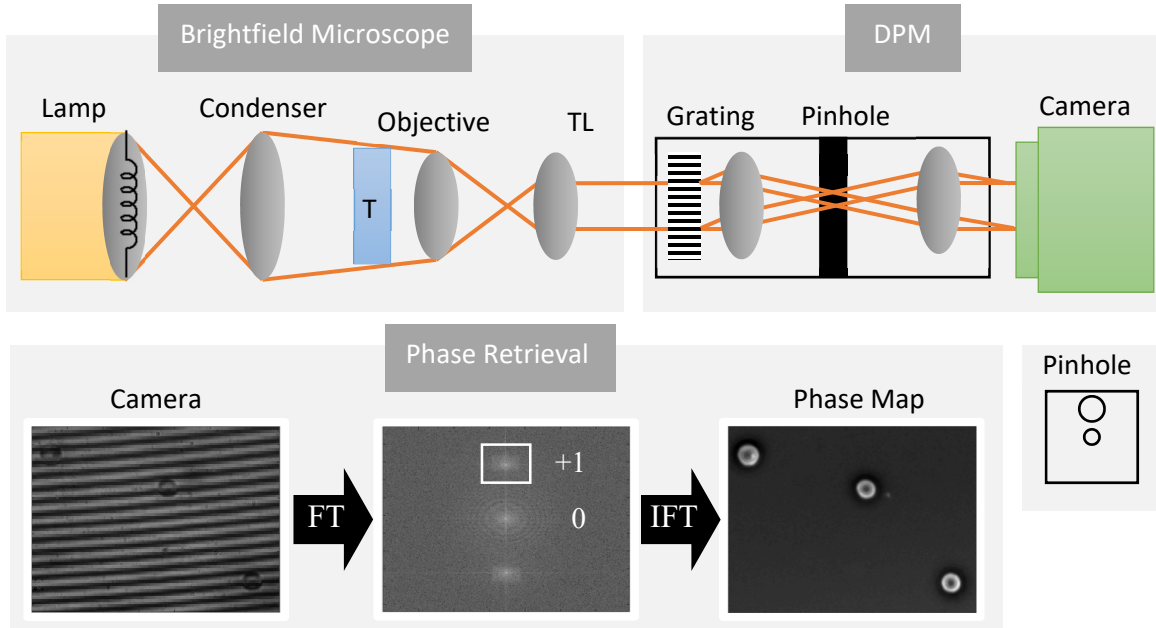 Brightfield Microscope
DPM
Lamp
Condenser
Objective
TL
Grating
Pinhole
Camera
T
Phase Retrieval
Pinhole
Camera
Phase Map
+1
FT
0
IFT